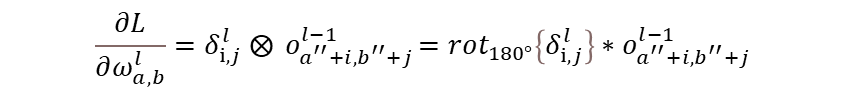 ∂L/∂ω^l_{a,b} = δ^l_{i,j} ⊗ o^{l−1}_{a′′+i,b′′+j} = rot_{180°}{δ^l_{i,j}} ∗ o^{l−1}_{a′′+i,b′′+j}